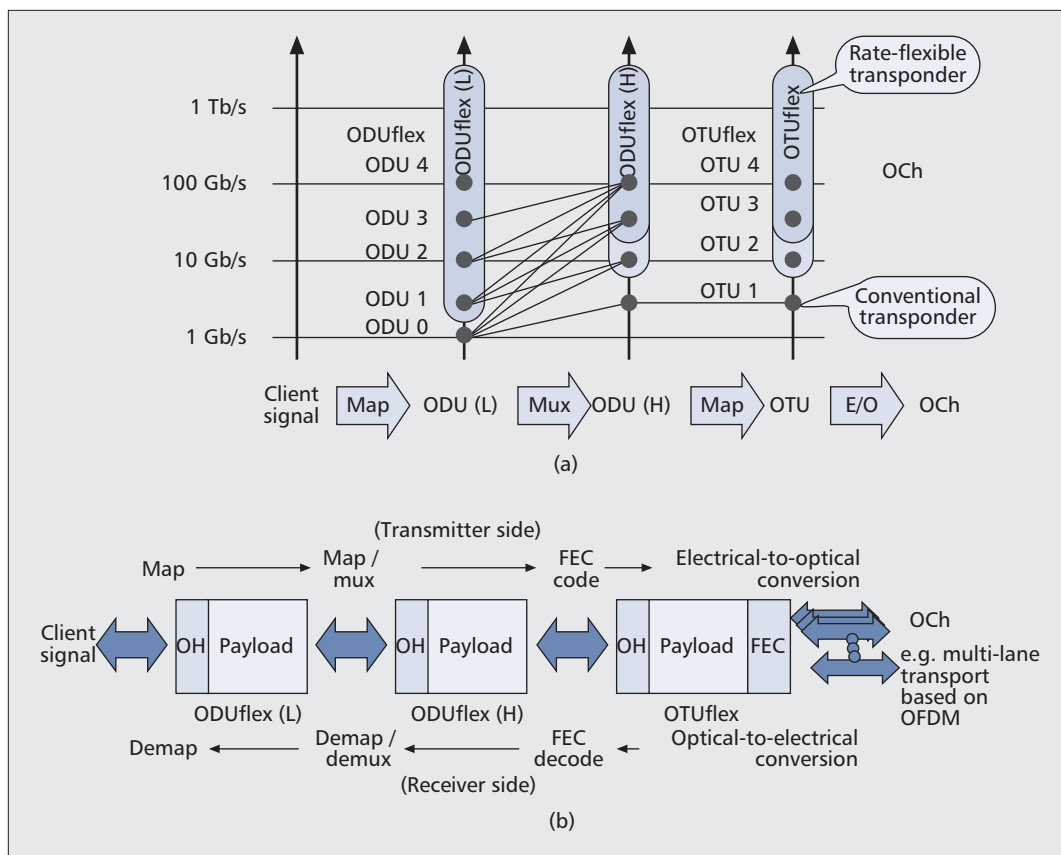 Rate-flexible
transponder
1 Tb/s
ODUflex (L)
ODUflex (H)
OTUflex
ODUflex
OTUflex
ODU 4
OTU 4
OCh
100 Gb/s
ODU 3
OTU 3
ODU 2
OTU 2
10 Gb/s
ODU 1
OTU 1
Conventional
transponder
ODU 0
1 Gb/s
Client
signal
Map
ODU (L)
Mux
ODU (H)
Map
OTU
E/O
OCh
(a)
(Transmitter side)
Map
Map /
mux
FEC
code
Electrical-to-optical
conversion
Client
signal
OH
Payload
OH
Payload
OH
Payload
FEC
OCh
e.g. multi-lane
transport
based on
OFDM
ODUflex (L)
ODUflex (H)
OTUflex
Demap
Demap /
demux
FEC
decode
Optical-to-electrical
conversion
(Receiver side)
(b)